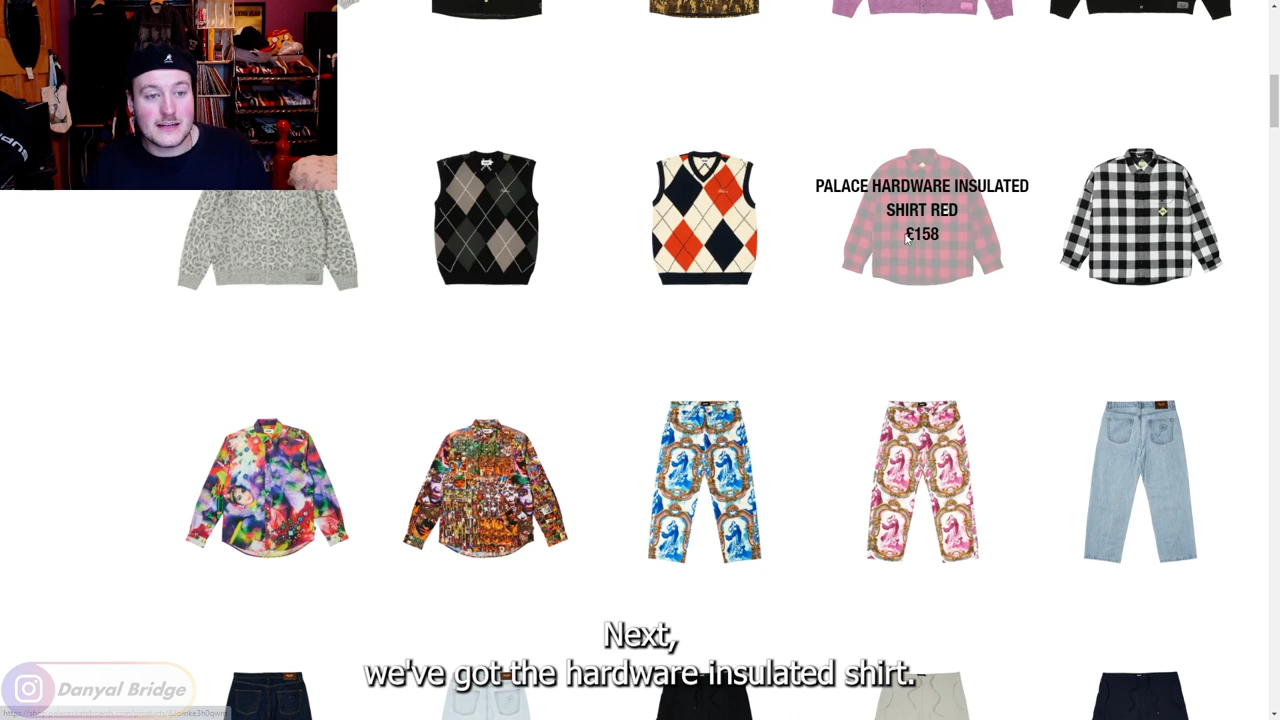 PALACE HARDWARE INSULATED
SHIRT RED
£158
Next,
we've got the hardware insulated shirt.
Danyal Bridge